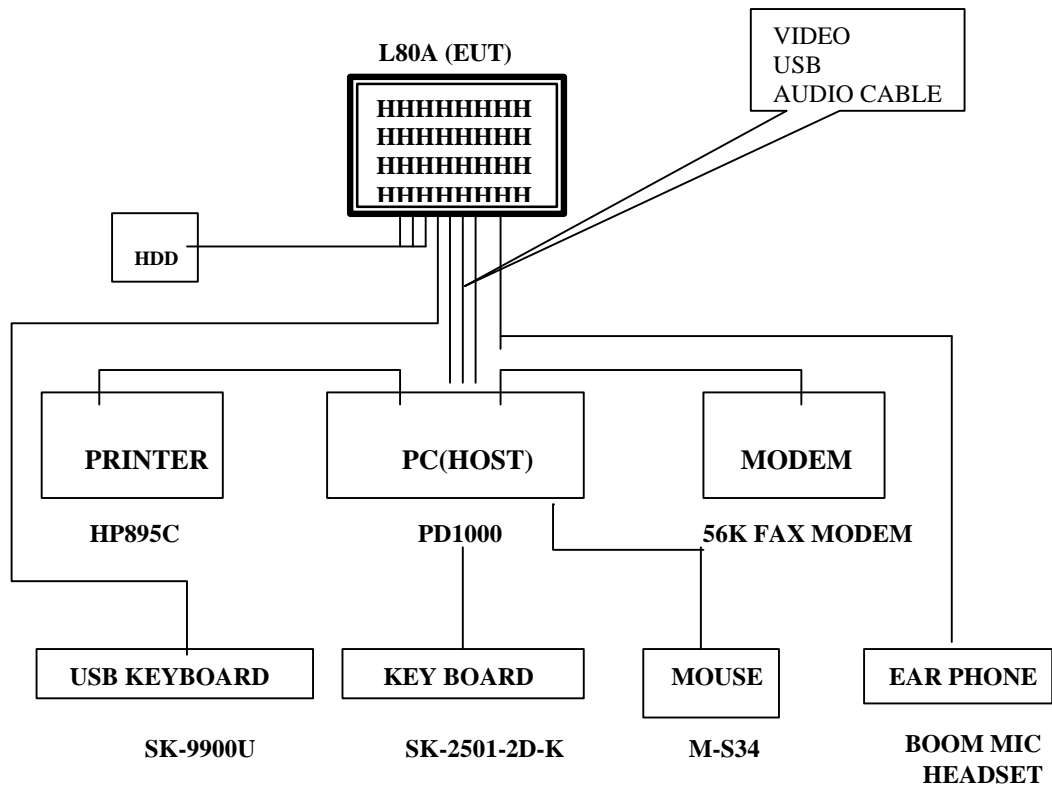 VIDEO
USB
AUDIO CABLE
L80A (EUT)
HHHHHHHH
HHHHHHHH
HHHHHHHH
HHHHHHHH
HDD
PRINTER
PC(HOST)
MODEM
HP895C
PD1000
56K FAX MODEM
USB KEYBOARD
KEY BOARD
MOUSE
EAR PHONE
SK-9900U
SK-2501-2D-K
M-S34
BOOM MIC
HEADSET